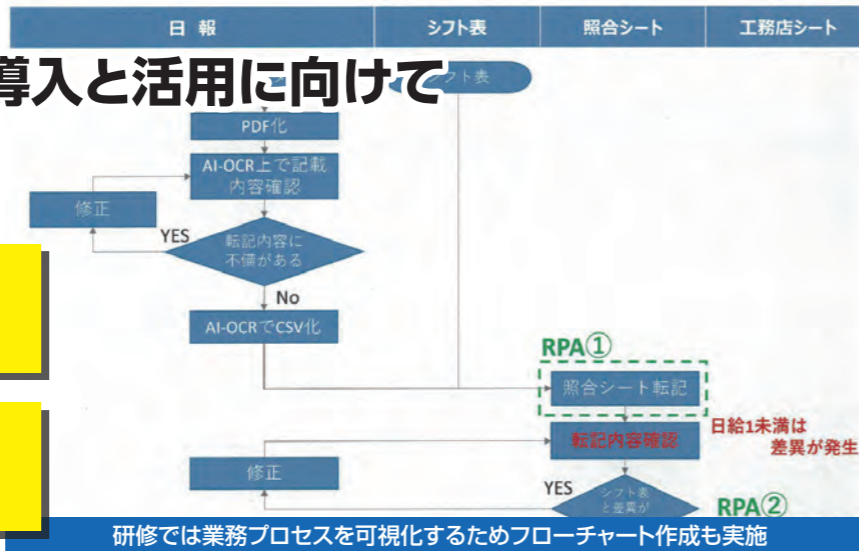 日報
シフト表
照合シート
工務店シート
導入と活用に向けて
シフト表
PDF化
AI-OCR上で記載
内容確認
修正
YES
転記内容に
不備がある
No
AI-OCRでCSV化
RPA①
照合シート転記
転記内容確認
日給1未満は
差異が発生
修正
YES
シフト表
と差異が
RPA②
研修では業務プロセスを可視化するためフローチャート作成も実施